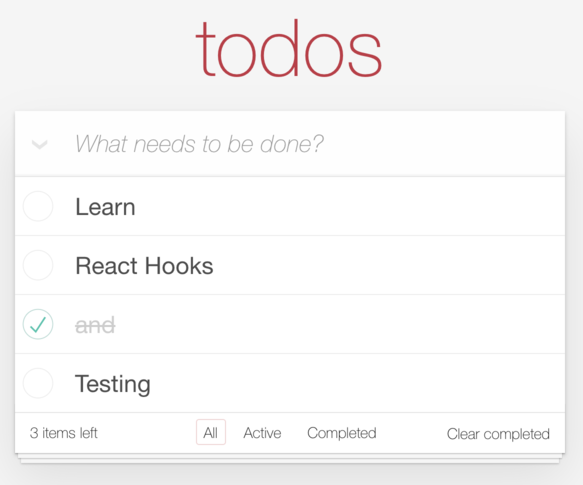 todos
What needs to be done?
Learn
React Hooks
and
Testing
3 items left All Active Completed Clear completed